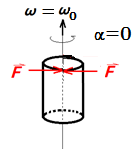 ω = ω₀
α=0
F⃗ F⃗